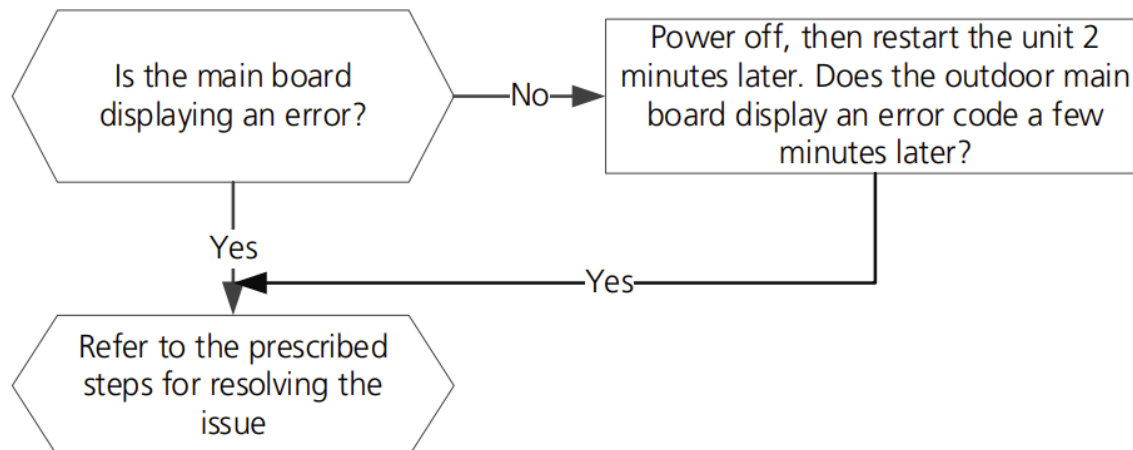 Is the main board
displaying an error?
No
Power off, then restart the unit 2
minutes later. Does the outdoor main
board display an error code a few
minutes later?
Yes
Yes
Refer to the prescribed
steps for resolving the
issue